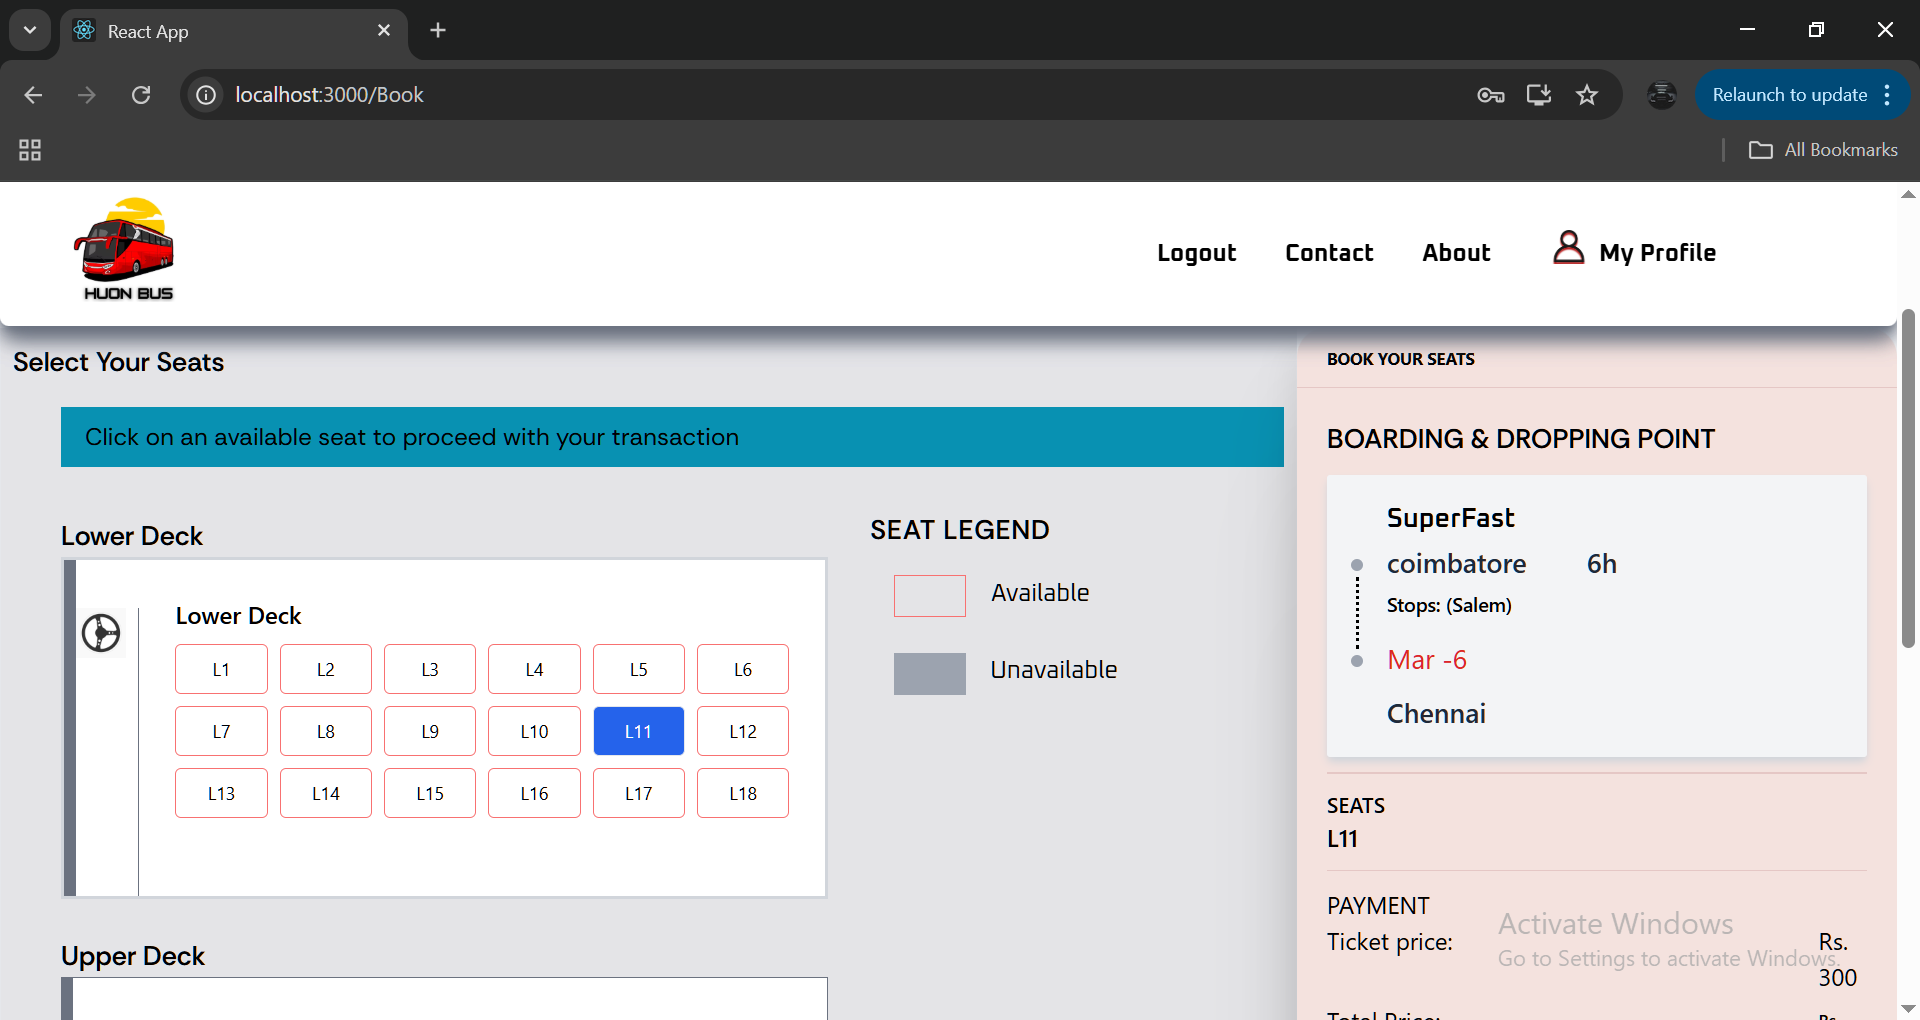 React App
localhost:3000/Book
Relaunch to update
All Bookmarks
HUON BUS
Logout Contact About My Profile
Select Your Seats
Click on an available seat to proceed with your transaction
Lower Deck
Lower Deck
L1 L2 L3 L4 L5 L6
L7 L8 L9 L10 L11 L12
L13 L14 L15 L16 L17 L18
Upper Deck
SEAT LEGEND
Available
Unavailable
BOOK YOUR SEATS
BOARDING & DROPPING POINT
SuperFast
coimbatore 6h
Stops: (Salem)
Mar -6
Chennai
SEATS
L11
PAYMENT
Ticket price: Rs.
300
Total Price: Rs.
Activate Windows
Go to Settings to activate Windows.